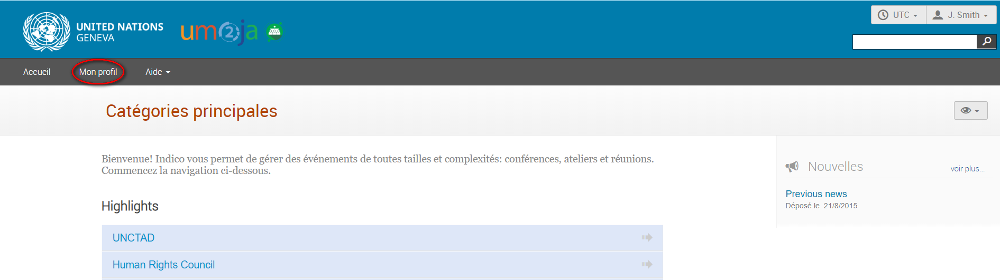 UNITED NATIONS
GENEVA
um2ja
UTC
J. Smith
Accueil
Mon profil
Aide
Catégories principales
Bienvenue! Indico vous permet de gérer des événements de toutes tailles et complexités: conférences, ateliers et réunions.
Commencez la navigation ci-dessous.
Highlights
UNCTAD
Human Rights Council
Nouvelles
voir plus...
Previous news
Déposé le 21/8/2015